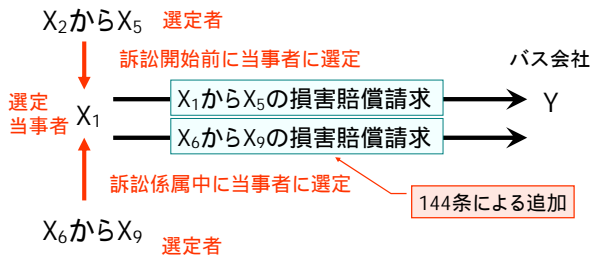 X2からX5 選定者
訴訟開始前に当事者に選定
バス会社
選定
当事者
X1
X1からX5の損害賠償請求
Y
X6からX9の損害賠償請求
訴訟係属中に当事者に選定
144条による追加
X6からX9 選定者